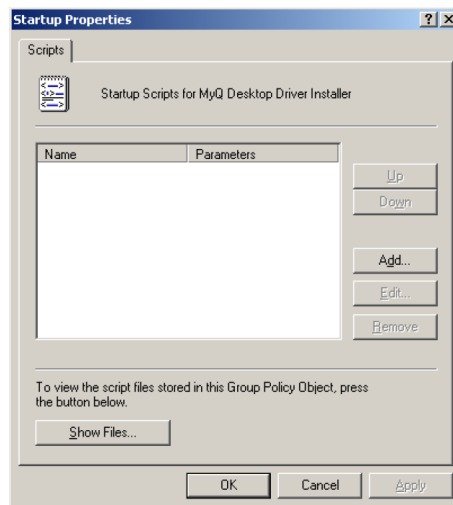 Startup Properties
Scripts
Startup Scripts for MyQ Desktop Driver Installer
Name Parameters
Up
Down
Add...
Edit...
Remove
To view the script files stored in this Group Policy Object, press
the button below.
Show Files...
OK Cancel Apply